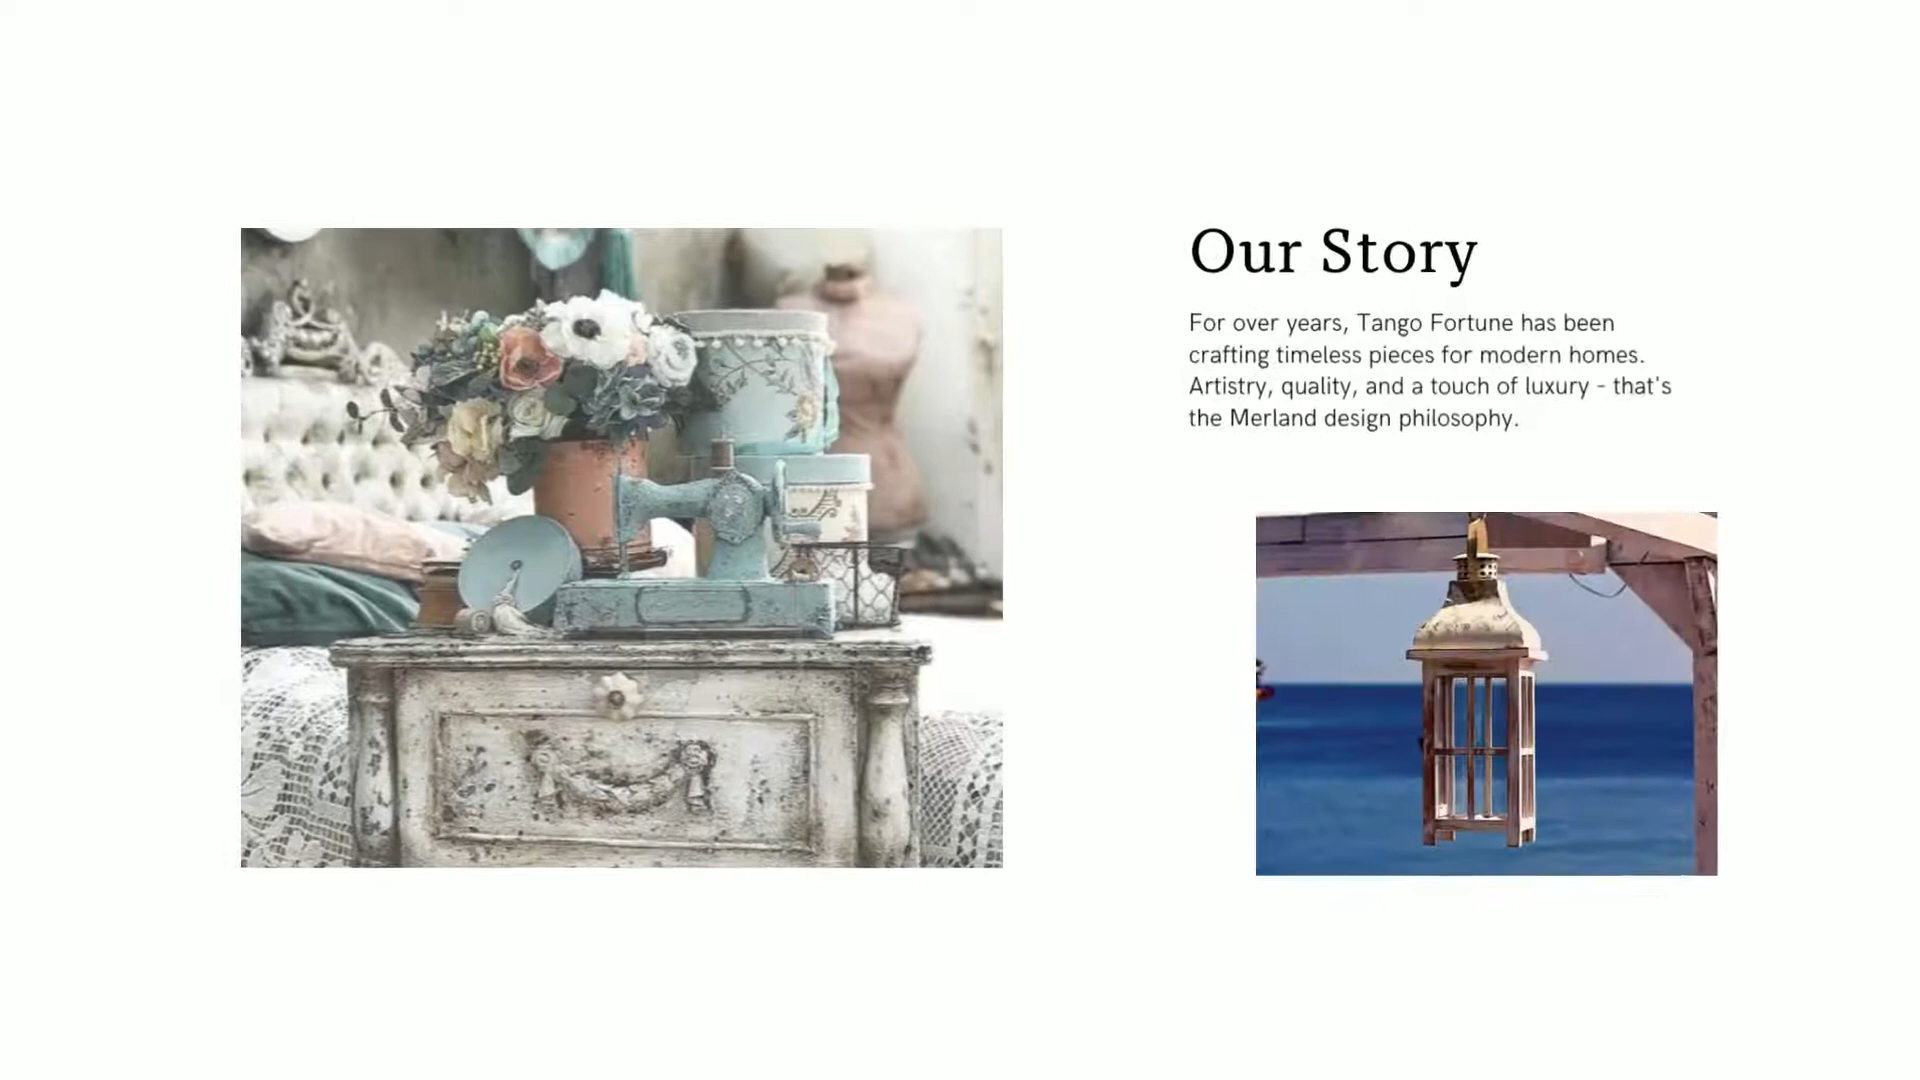 Our Story
For over years, Tango Fortune has been
crafting timeless pieces for modern homes.
Artistry, quality, and a touch of luxury - that's
the Merland design philosophy.